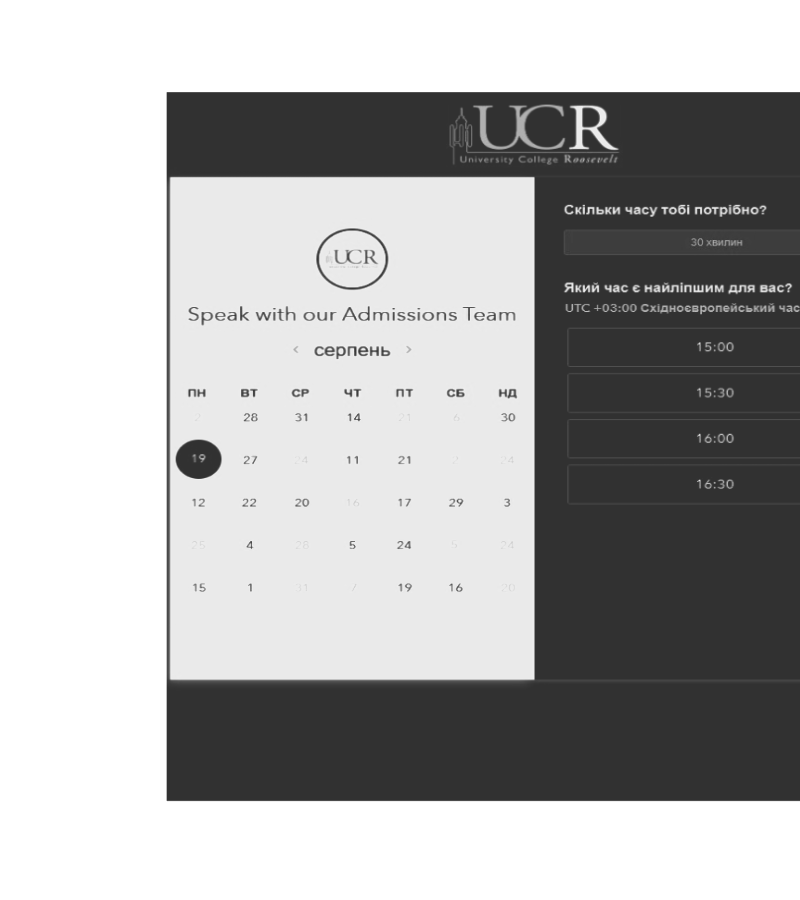 UCR
University College Roosevelt
UCR
Speak with our Admissions Team
‹ серпень ›
ПН ВТ СР ЧТ ПТ СБ НД
2 28 31 14 21 6 30
19 27 24 11 21 2 24
12 22 20 16 17 29 3
25 4 28 5 24 5 24
15 1 31 7 19 16 20
Скільки часу тобі потрібно?
30 хвилин
Який час є найліпшим для вас?
UTC +03:00 Східноєвропейський час
15:00
15:30
16:00
16:30